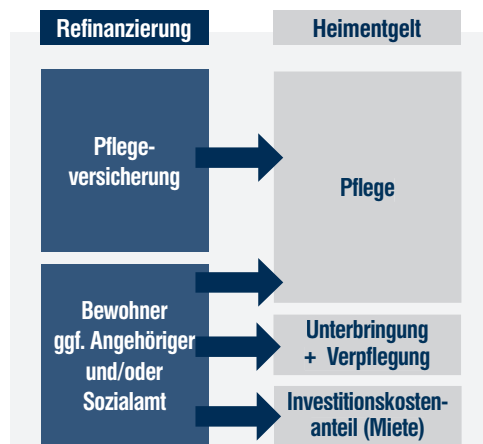 Refinanzierung
Heimentgelt
Pflege-
versicherung
Pflege
Bewohner
ggf. Angehöriger
und/oder
Sozialamt
Unterbringung
+ Verpflegung
Investitionskosten-
anteil (Miete)